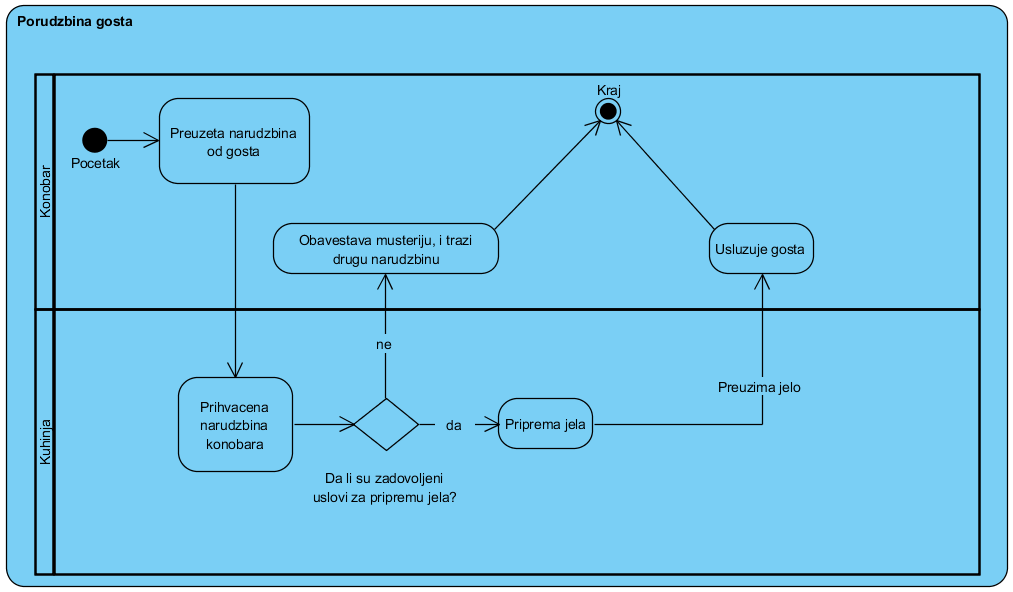 Porudzbina gosta
Konobar
Pocetak
Preuzeta narudzbina
od gosta
Kraj
Obavestava musteriju, i trazi
drugu narudzbinu
Usluzuje gosta
Kuhinja
ne
Preuzima jelo
Prihvacena
narudzbina
konobara
da
Priprema jela
Da li su zadovoljeni
uslovi za pripremu jela?